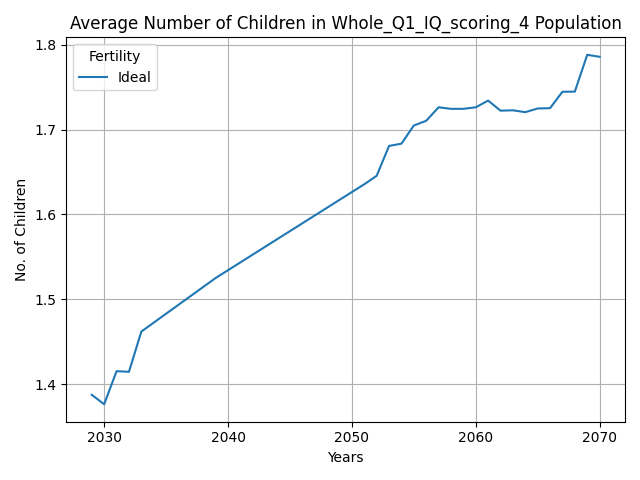 Average Number of Children in Whole_Q1_IQ_scoring_4 Population
Fertility
Ideal
1.8
1.7
1.6
1.5
1.4
No. of Children
2030 2040 2050 2060 2070
Years